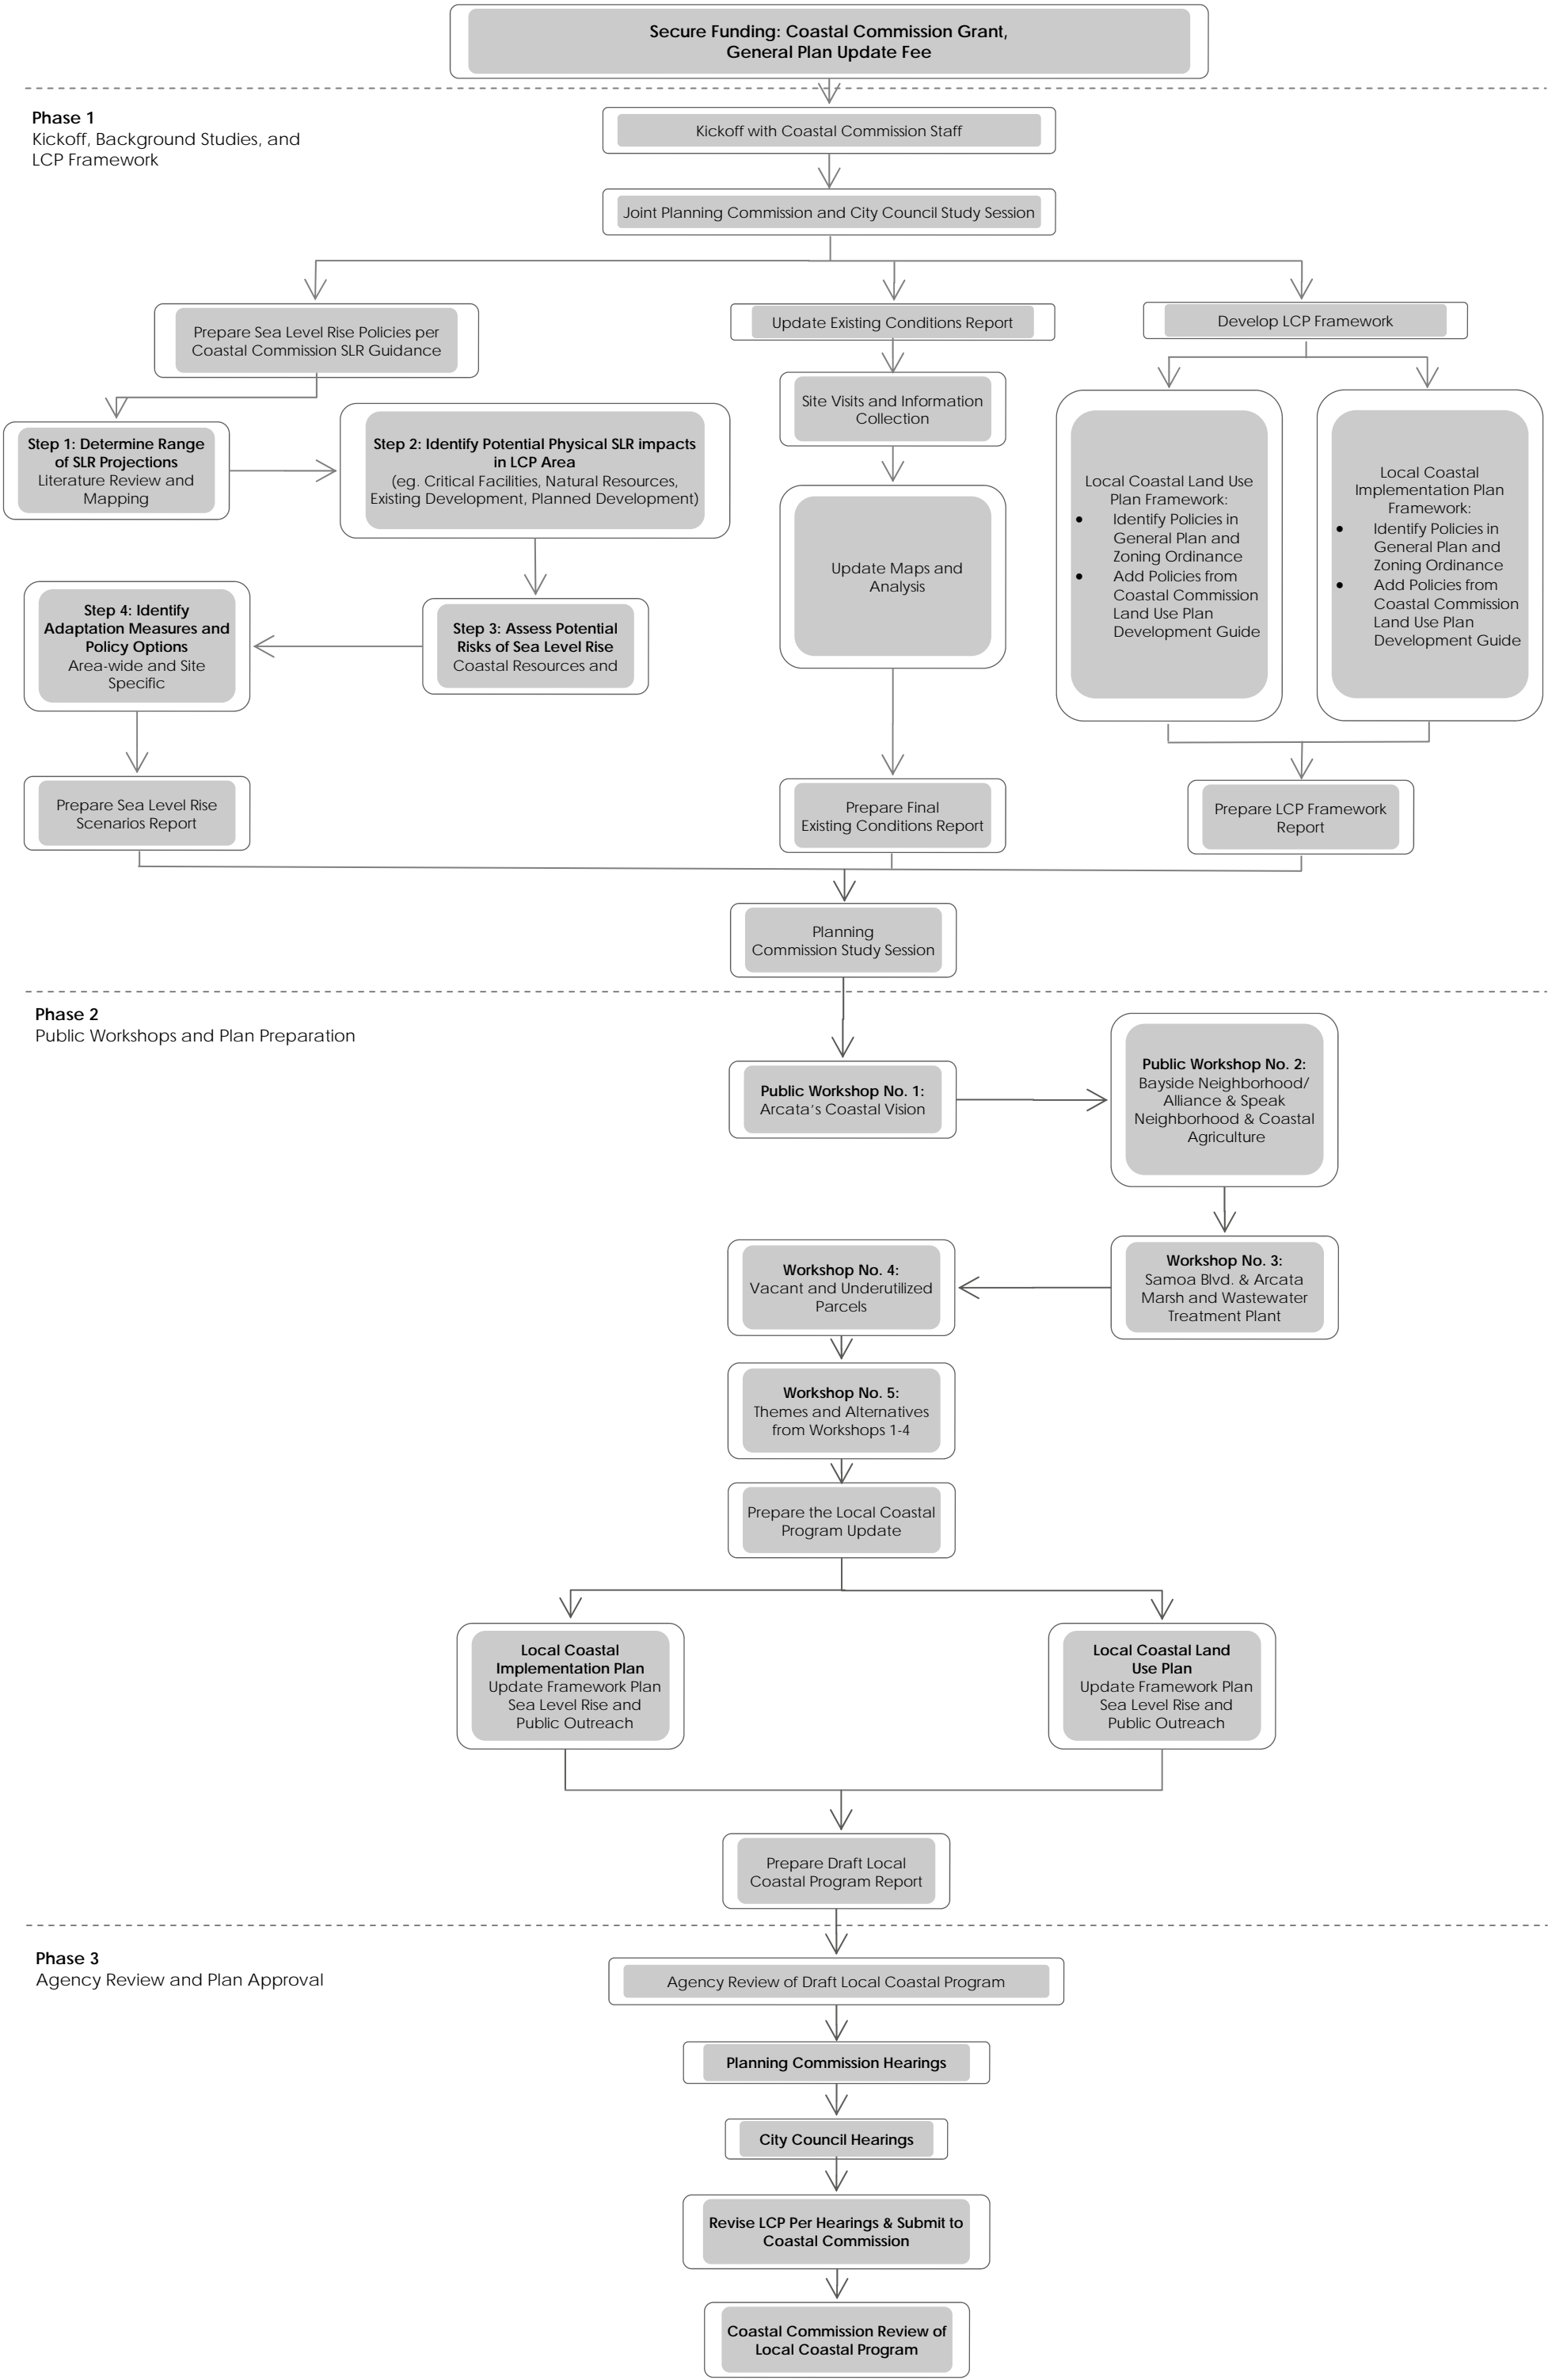 Secure Funding: Coastal Commission Grant,
General Plan Update Fee
Phase 1
Kickoff, Background Studies, and
LCP Framework
Kickoff with Coastal Commission Staff
Joint Planning Commission and City Council Study Session
Prepare Sea Level Rise Policies per
Coastal Commission SLR Guidance
Update Existing Conditions Report
Develop LCP Framework
Step 1: Determine Range
of SLR Projections
Literature Review and
Mapping
Step 2: Identify Potential Physical SLR impacts
in LCP Area
(eg. Critical Facilities, Natural Resources,
Existing Development, Planned Development)
Step 3: Assess Potential
Risks of Sea Level Rise
Coastal Resources and
Step 4: Identify
Adaptation Measures and
Policy Options
Area-wide and Site
Specific
Prepare Sea Level Rise
Scenarios Report
Site Visits and Information
Collection
Update Maps and
Analysis
Prepare Final
Existing Conditions Report
Local Coastal Land Use
Plan Framework:
• Identify Policies in
General Plan and
Zoning Ordinance
• Add Policies from
Coastal Commission
Land Use Plan
Development Guide
Local Coastal
Implementation Plan
Framework:
• Identify Policies in
General Plan and
Zoning Ordinance
• Add Policies from
Coastal Commission
Land Use Plan
Development Guide
Prepare LCP Framework
Report
Planning
Commission Study Session
Phase 2
Public Workshops and Plan Preparation
Public Workshop No. 1:
Arcata's Coastal Vision
Public Workshop No. 2:
Bayside Neighborhood/
Alliance & Speak
Neighborhood & Coastal
Agriculture
Workshop No. 3:
Samoa Blvd. & Arcata
Marsh and Wastewater
Treatment Plant
Workshop No. 4:
Vacant and Underutilized
Parcels
Workshop No. 5:
Themes and Alternatives
from Workshops 1-4
Prepare the Local Coastal
Program Update
Local Coastal
Implementation Plan
Update Framework Plan
Sea Level Rise and
Public Outreach
Local Coastal Land
Use Plan
Update Framework Plan
Sea Level Rise and
Public Outreach
Prepare Draft Local
Coastal Program Report
Phase 3
Agency Review and Plan Approval
Agency Review of Draft Local Coastal Program
Planning Commission Hearings
City Council Hearings
Revise LCP Per Hearings & Submit to
Coastal Commission
Coastal Commission Review of
Local Coastal Program